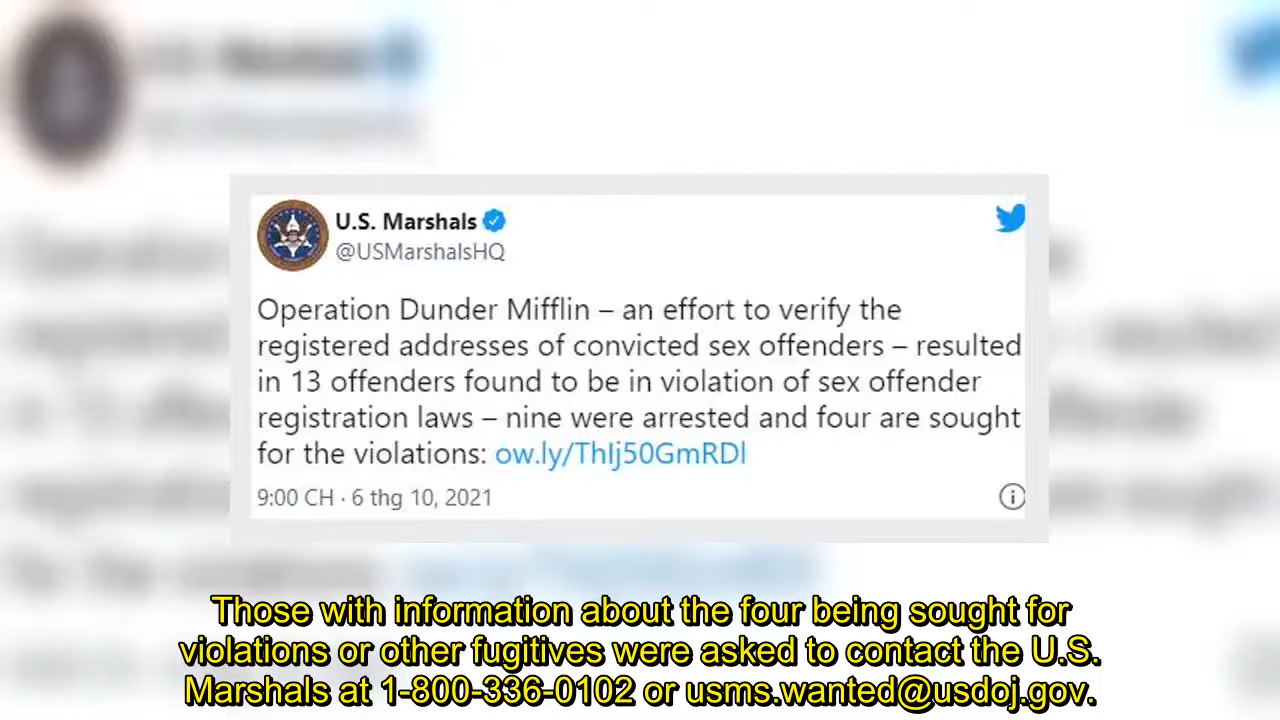 U.S. Marshals
@USMarshalsHQ
Operation Dunder Mifflin – an effort to verify the
registered addresses of convicted sex offenders – resulted
in 13 offenders found to be in violation of sex offender
registration laws – nine were arrested and four are sought
for the violations: ow.ly/ThIj50GmRDl
9:00 CH · 6 thg 10, 2021
Those with information about the four being sought for
violations or other fugitives were asked to contact the U.S.
Marshals at 1-800-336-0102 or usms.wanted@usdoj.gov.